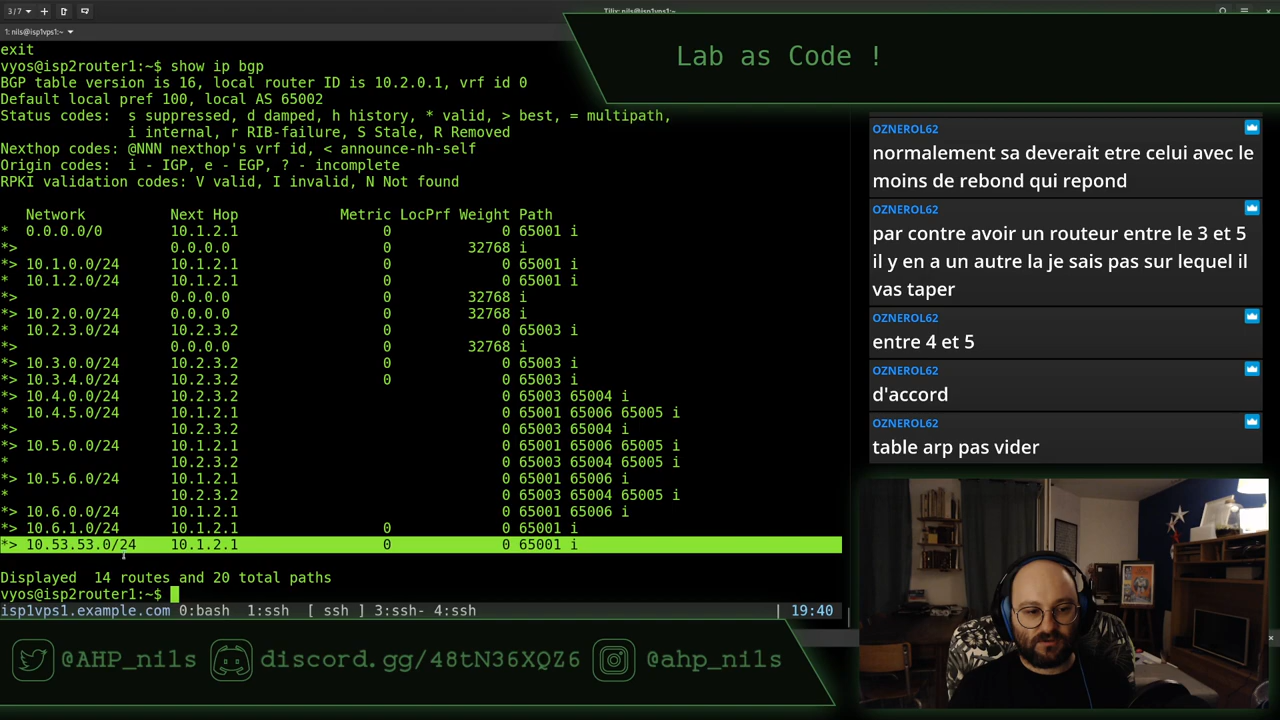 3/7
Tilix: nils@isp1vps1:~
1: nils@isp1vps1:~
exit
vyos@isp2router1:~$ show ip bgp
BGP table version is 16, local router ID is 10.2.0.1, vrf id 0
Default local pref 100, local AS 65002
Status codes:  s suppressed, d damped, h history, * valid, > best, = multipath,
i internal, r RIB-failure, S Stale, R Removed
Nexthop codes: @NNN nexthop's vrf id, < announce-nh-self
Origin codes:  i - IGP, e - EGP, ? - incomplete
RPKI validation codes: V valid, I invalid, N Not found
Network          Next Hop            Metric LocPrf Weight Path
*  0.0.0.0/0        10.1.2.1                 0             0 65001 i
*>                  0.0.0.0                  0         32768 i
*> 10.1.0.0/24      10.1.2.1                 0             0 65001 i
*  10.1.2.0/24      10.1.2.1                 0             0 65001 i
*>                  0.0.0.0                  0         32768 i
*> 10.2.0.0/24      0.0.0.0                  0         32768 i
*  10.2.3.0/24      10.2.3.2                 0             0 65003 i
*>                  0.0.0.0                  0         32768 i
*> 10.3.0.0/24      10.2.3.2                 0             0 65003 i
*> 10.3.4.0/24      10.2.3.2                 0             0 65003 i
*> 10.4.0.0/24      10.2.3.2                               0 65003 65004 i
*  10.4.5.0/24      10.1.2.1                               0 65001 65006 65005 i
*>                  10.2.3.2                               0 65003 65004 i
*> 10.5.0.0/24      10.1.2.1                               0 65001 65006 65005 i
*                   10.2.3.2                               0 65003 65004 65005 i
*> 10.5.6.0/24      10.1.2.1                               0 65001 65006 i
*                   10.2.3.2                               0 65003 65004 65005 i
*> 10.6.0.0/24      10.1.2.1                               0 65001 65006 i
*> 10.6.1.0/24      10.1.2.1                 0             0 65001 i
*> 10.53.53.0/24    10.1.2.1                 0             0 65001 i
Displayed  14 routes and 20 total paths
vyos@isp2router1:~$
isp1vps1.example.com 0:bash  1:ssh  [ ssh ] 3:ssh- 4:ssh | 19:40
Lab as Code !
OZNEROL62
normalement sa deverait etre celui avec le
moins de rebond qui repond
OZNEROL62
par contre avoir un routeur entre le 3 et 5
il y en a un autre la je sais pas sur lequel il
vas taper
OZNEROL62
entre 4 et 5
OZNEROL62
d'accord
OZNEROL62
table arp pas vider
@AHP_nils
discord.gg/48tN36XQZ6
@ahp_nils